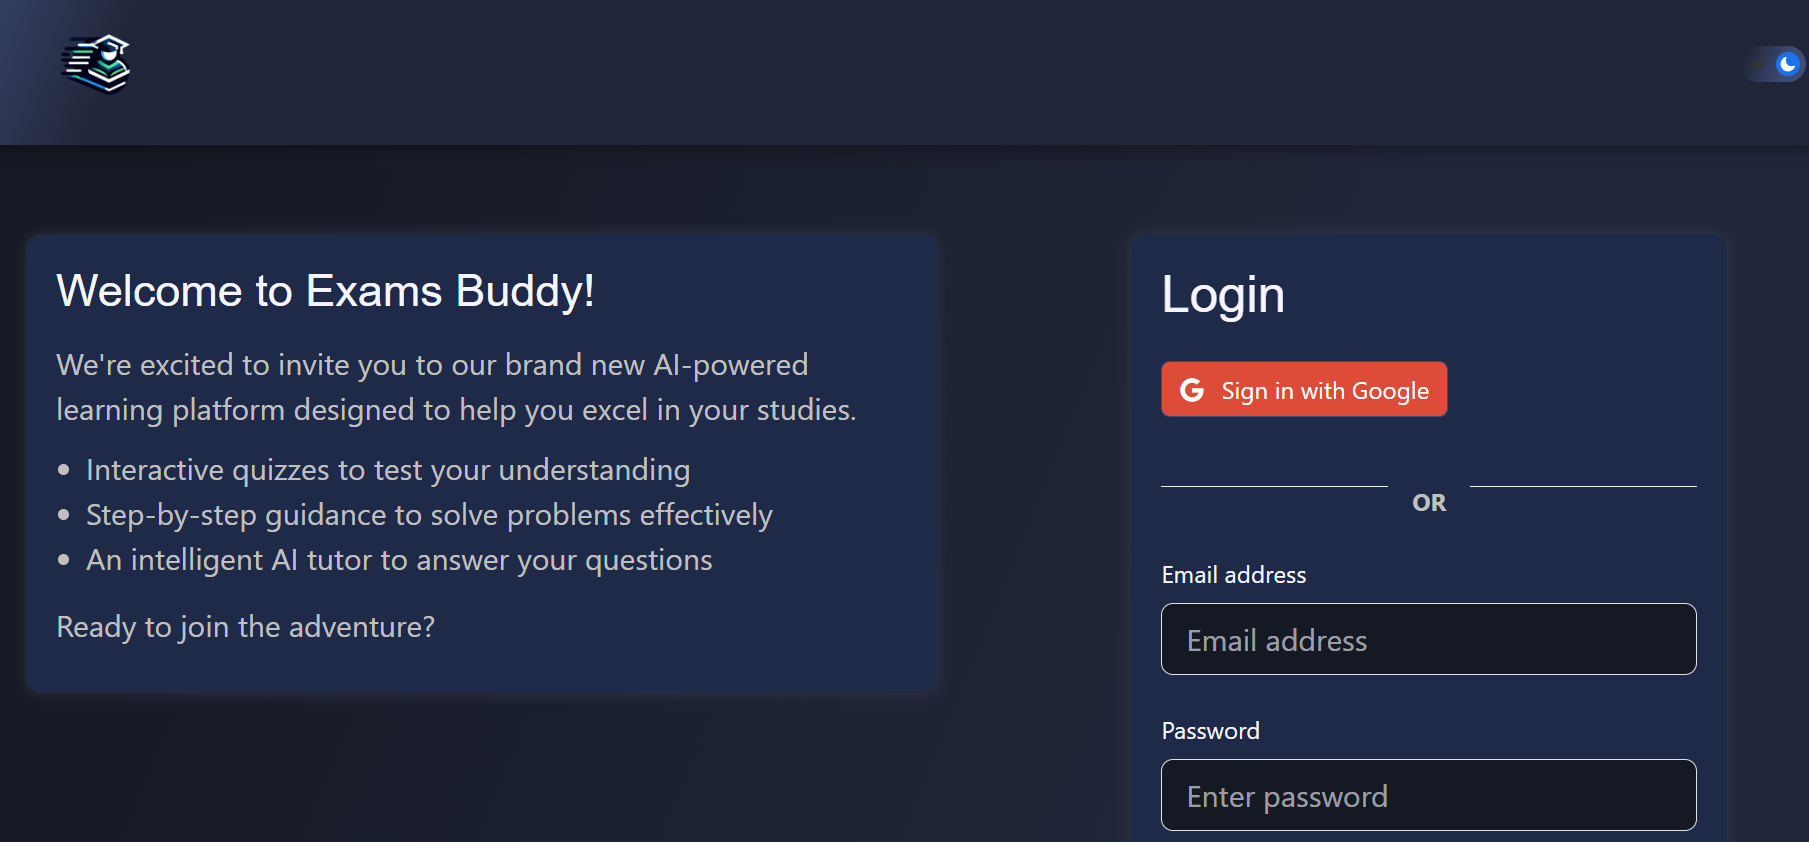 Welcome to Exams Buddy!
We're excited to invite you to our brand new AI-powered
learning platform designed to help you excel in your studies.
Interactive quizzes to test your understanding
Step-by-step guidance to solve problems effectively
An intelligent AI tutor to answer your questions
Ready to join the adventure?
Login
Sign in with Google
OR
Email address
Email address
Password
Enter password